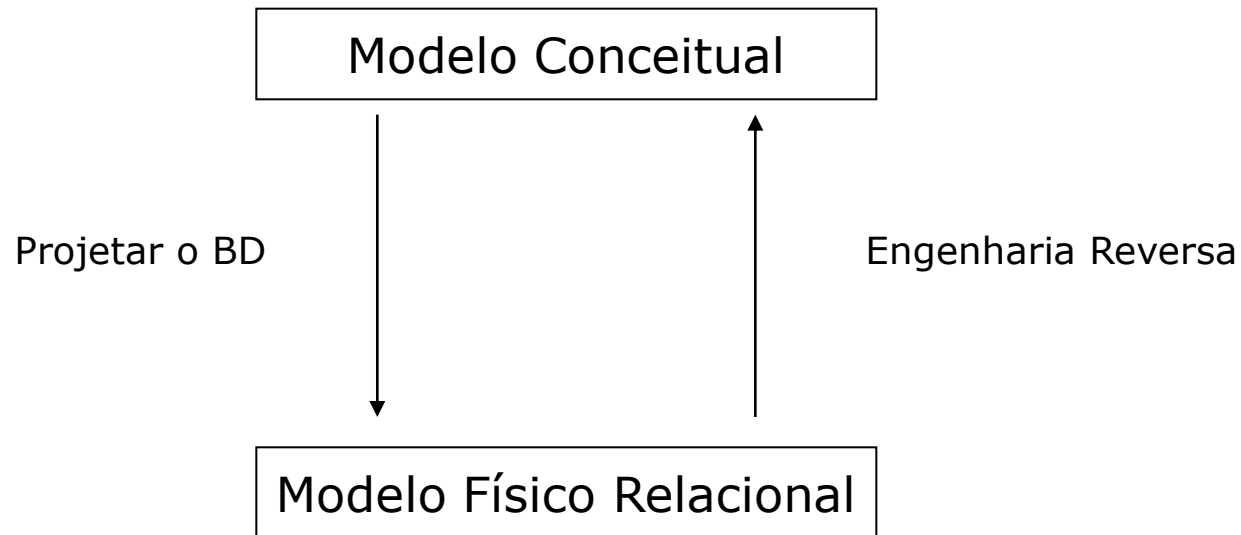 Modelo Conceitual
Projetar o BD
Engenharia Reversa
Modelo Físico Relacional